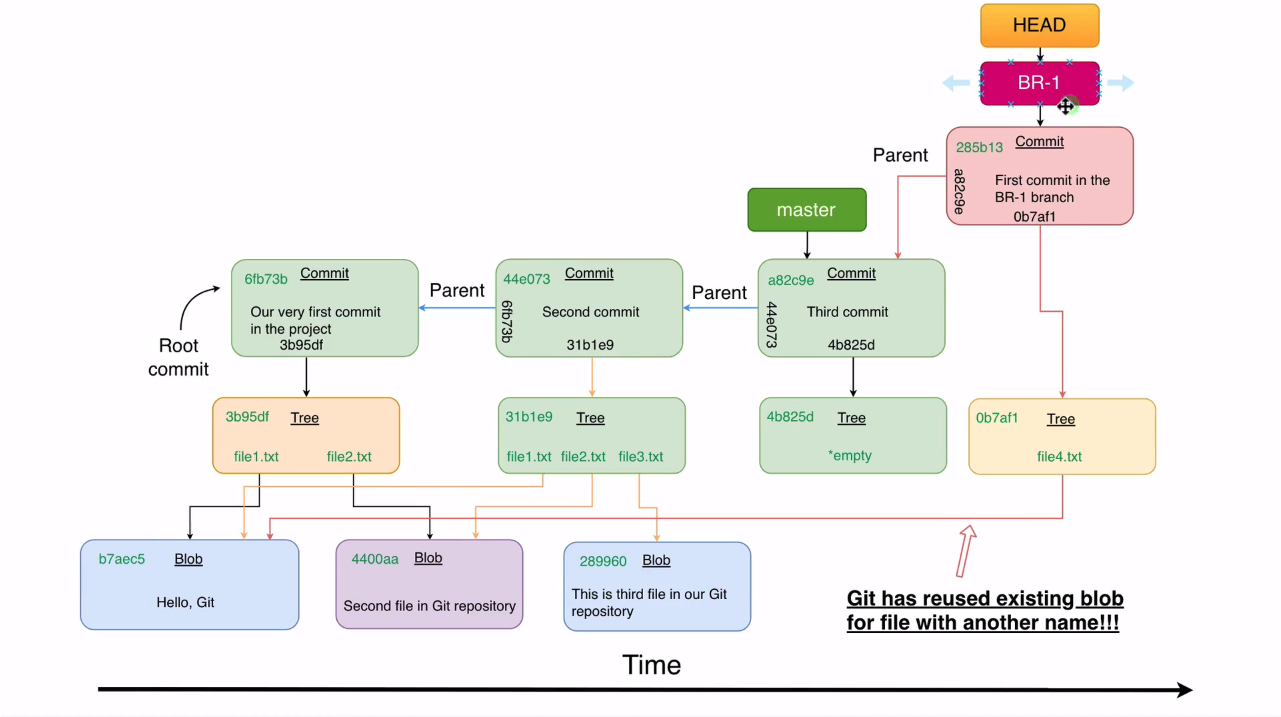 HEAD
BR-1
285b13
Commit
a82c9e
First commit in the
BR-1 branch
0b7af1
Parent
master
6fb73b
Commit
Our very first commit
in the project
3b95df
Root
commit
Parent
44e073
Commit
6fb73b
Second commit
31b1e9
Parent
a82c9e
Commit
44e073
Third commit
4b825d
3b95df
Tree
file1.txt
file2.txt
31b1e9
Tree
file1.txt
file2.txt
file3.txt
4b825d
Tree
*empty
0b7af1
Tree
file4.txt
b7aec5
Blob
Hello, Git
4400aa
Blob
Second file in Git repository
289960
Blob
This is third file in our Git
repository
Git has reused existing blob
for file with another name!!!
Time